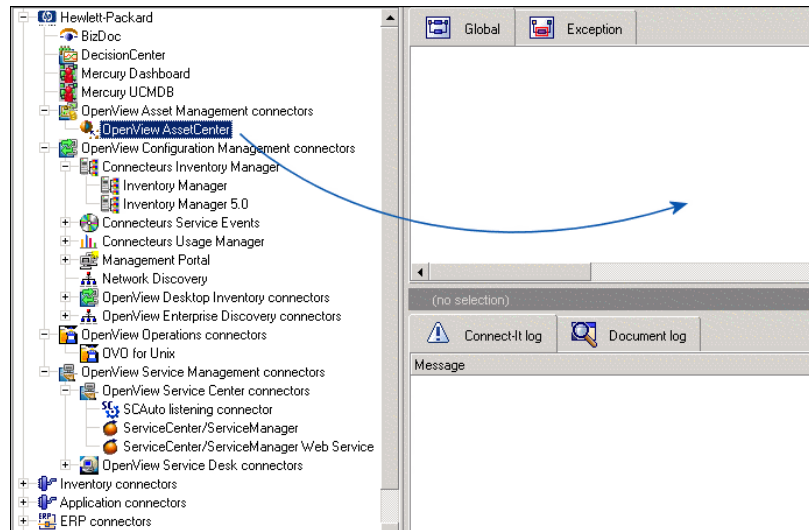 Hewlett-Packard
BizDoc
DecisionCenter
Mercury Dashboard
Mercury UCMDB
OpenView Asset Management connectors
OpenView AssetCenter
OpenView Configuration Management connectors
Connecteurs Inventory Manager
Inventory Manager
Inventory Manager 5.0
Connecteurs Service Events
Connecteurs Usage Manager
Management Portal
Network Discovery
OpenView Desktop Inventory connectors
OpenView Enterprise Discovery connectors
OpenView Operations connectors
OVO for Unix
OpenView Service Management connectors
OpenView Service Center connectors
SCAuto listening connector
ServiceCenter/ServiceManager
ServiceCenter/ServiceManager Web Service
OpenView Service Desk connectors
Inventory connectors
Application connectors
ERP connectors
Global
Exception
(no selection)
Connect-It log
Document log
Message